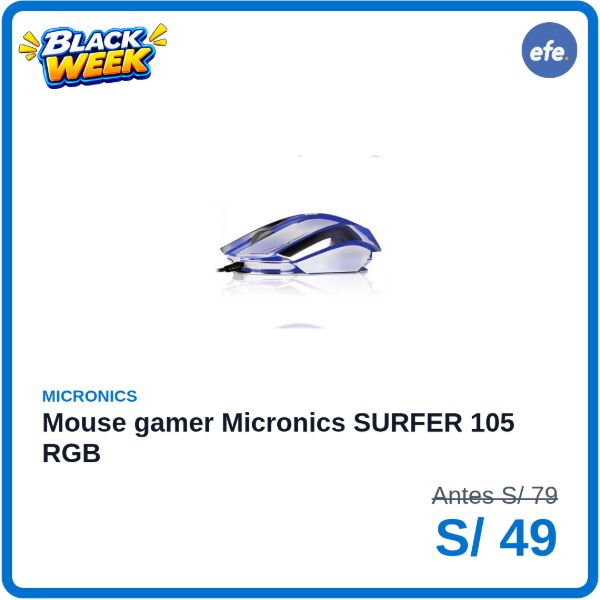 BLACK
WEEK
efe.
MICRONICS
Mouse gamer Micronics SURFER 105
RGB
Antes S/ 79
S/ 49